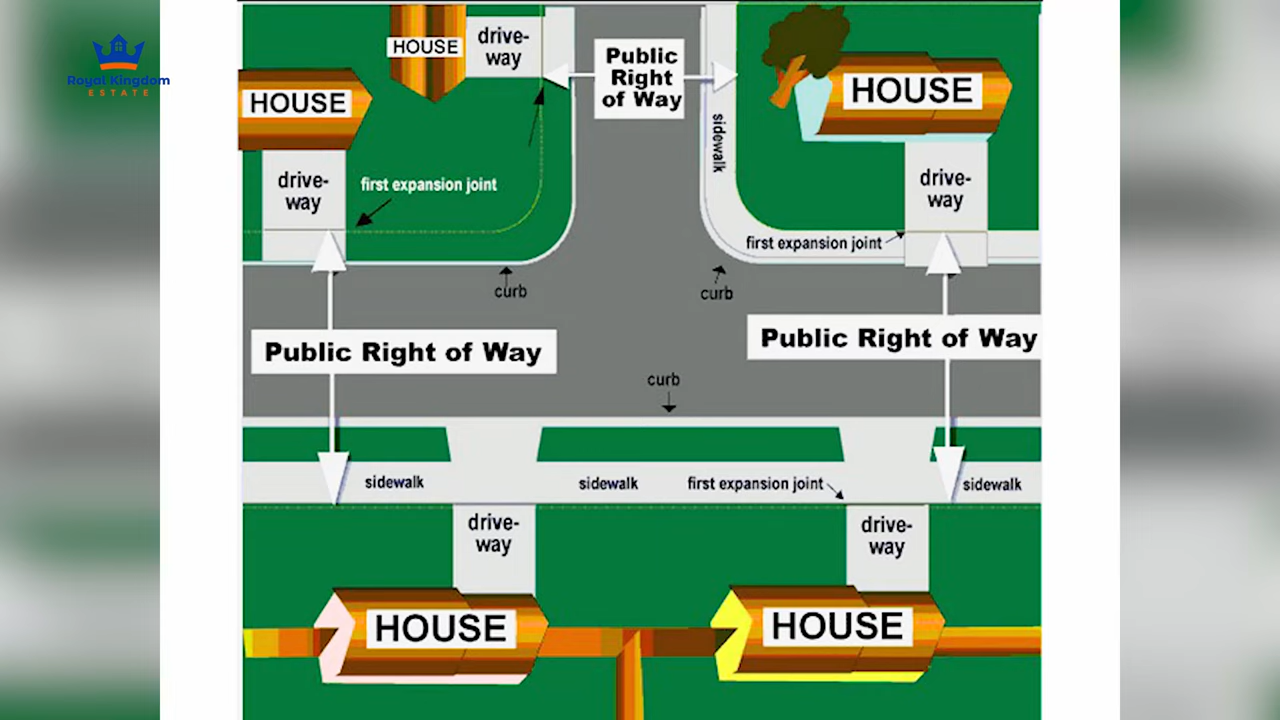 Royal Kingdom
ESTATE
HOUSE
drive-
way
Public
Right
of Way
HOUSE
HOUSE
sidewalk
drive-
way
first expansion joint
drive-
way
first expansion joint
curb
curb
Public Right of Way
Public Right of Way
curb
sidewalk
sidewalk
first expansion joint
sidewalk
drive-
way
drive-
way
HOUSE
HOUSE